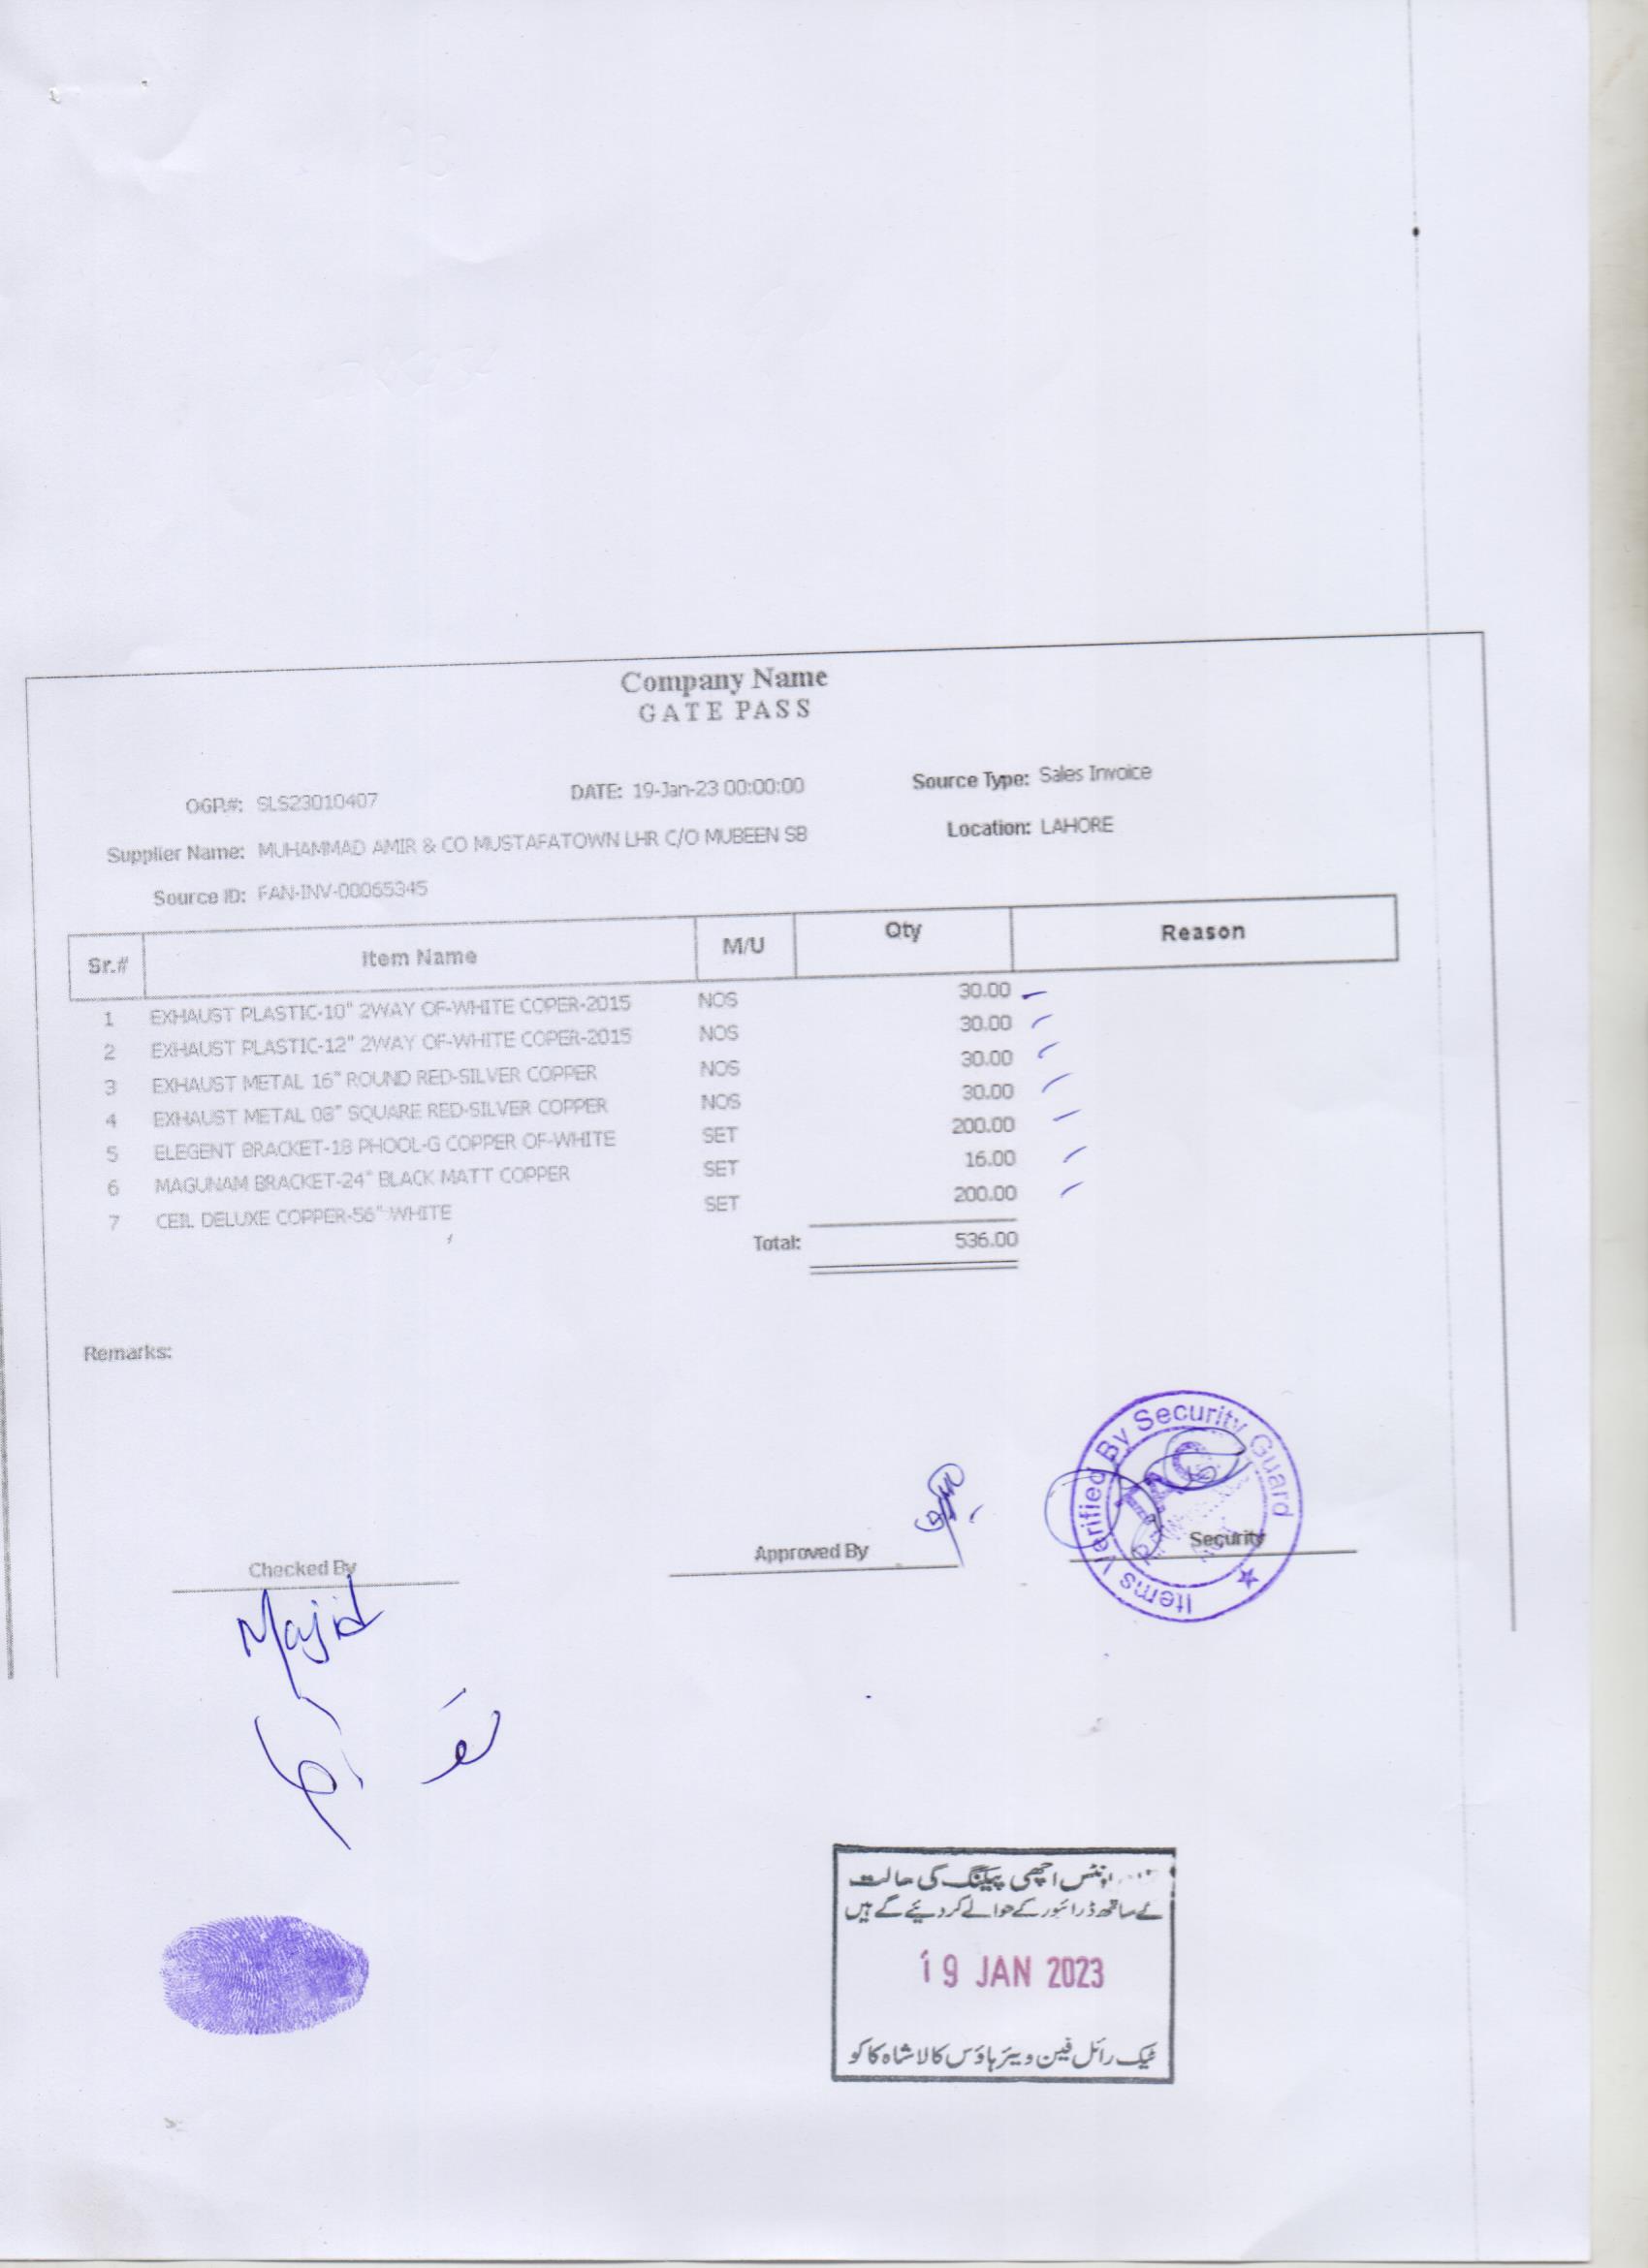 Company Name
GATE PASS
OGP.#: SLS23010407 DATE: 19-Jan-23 00:00:00 Source Type: Sales Invoice
Supplier Name: MUHAMMAD AMIR & CO MUSTAFATOWN LHR C/O MUBEEN SB Location: LAHORE
Source ID: FAN-INV-00065345
Sr.# Item Name M/U Qty Reason
1 EXHAUST PLASTIC-10" 2WAY OF-WHITE COPER-2015 NOS 30.00
2 EXHAUST PLASTIC-12" 2WAY OF-WHITE COPER-2015 NOS 30.00
3 EXHAUST METAL 16" ROUND RED-SILVER COPPER NOS 30.00
4 EXHAUST METAL 08" SQUARE RED-SILVER COPPER NOS 30.00
5 ELEGENT BRACKET-18 PHOOL-G COPPER OF-WHITE SET 200.00
6 MAGUNAM BRACKET-24" BLACK MATT COPPER SET 16.00
7 CEIL DELUXE COPPER-56" WHITE SET 200.00
Total: 536.00
Remarks:
Items Verified By Security Guard
Checked By Approved By Security
Majid
اچھی پیکنگ کی حالت
کے ساتھ ڈرائیور کے حوالے کر دیئے گے ہیں
19 JAN 2023
ٹیک رائل فین ویئر ہاؤس کالا شاہ کاکو